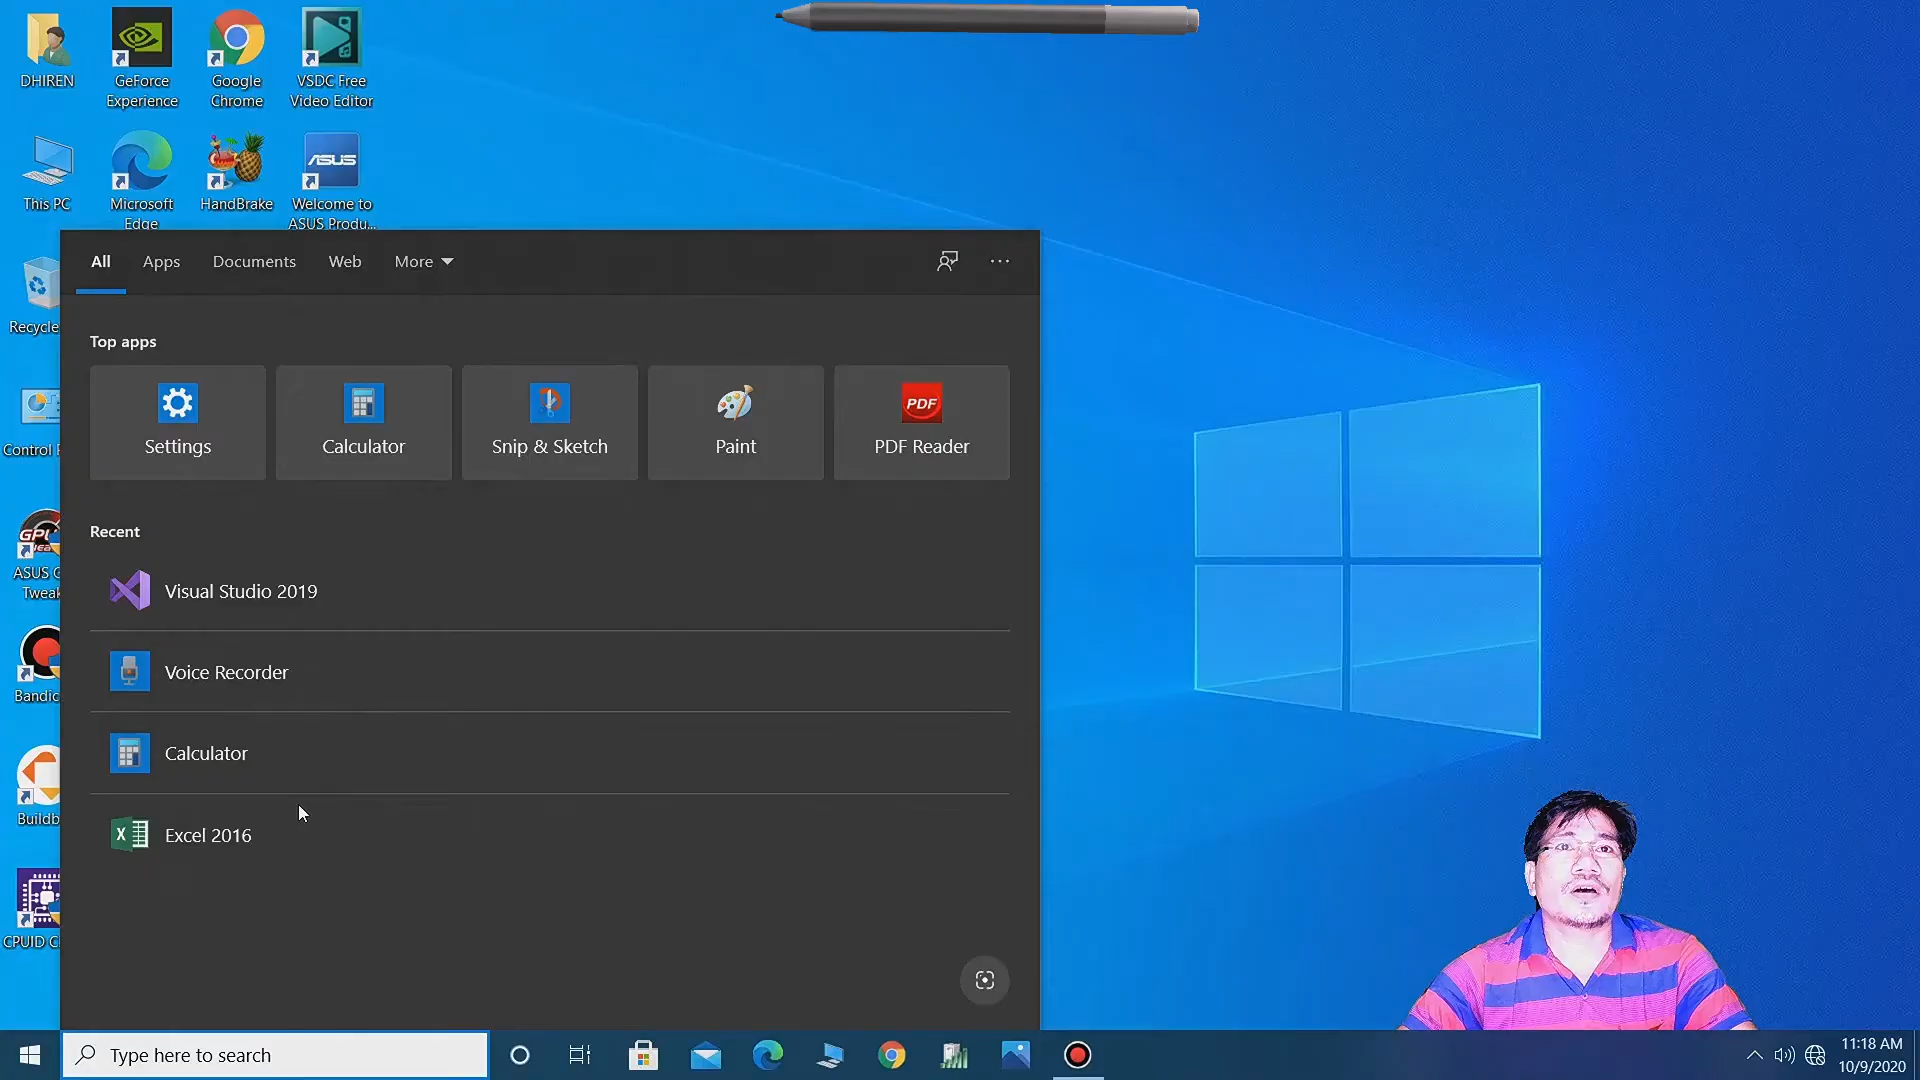 DHIREN
GeForce
Experience
Google
Chrome
VSDC Free
Video Editor
This PC
Microsoft
Edge
HandBrake
ASUS
Welcome to
ASUS Produ...
Recycle
Control
GPU
ASUS
Tweak
Bandic
Buildb
CPUID
All
Apps
Documents
Web
More
Top apps
Settings
Calculator
Snip & Sketch
Paint
PDF
PDF Reader
Recent
Visual Studio 2019
Voice Recorder
Calculator
X
Excel 2016
Type here to search
11:18 AM
10/9/2020